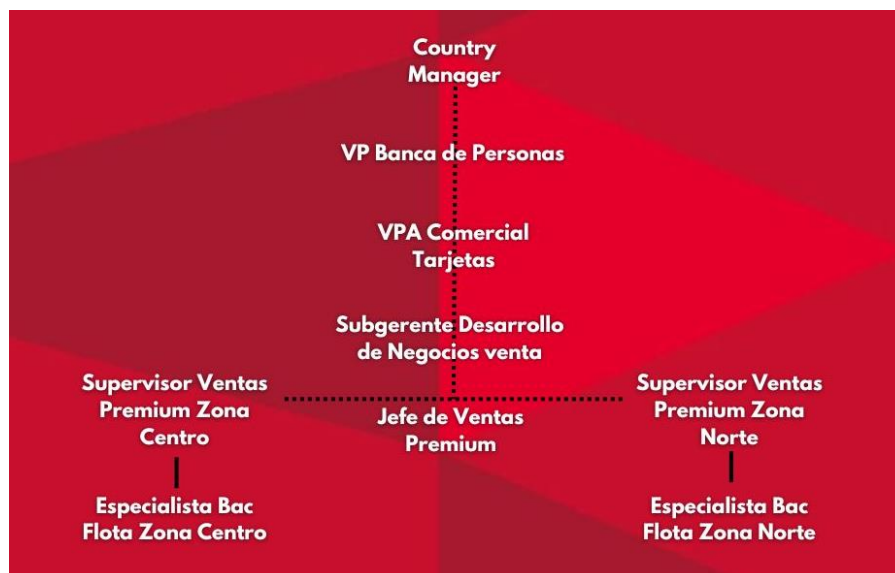 Country
Manager
VP Banca de Personas
VPA Comercial
Tarjetas
Subgerente Desarrollo
de Negocios venta
Supervisor Ventas
Premium Zona
Centro
Jefe de Ventas
Premium
Supervisor Ventas
Premium Zona
Norte
Especialista Bac
Flota Zona Centro
Especialista Bac
Flota Zona Norte